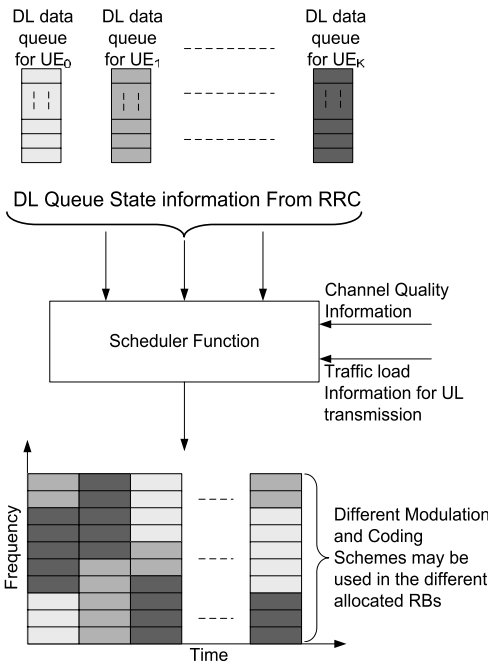 DL data
queue
for UE0
DL data
queue
for UE1
DL data
queue
for UEK
DL Queue State information From RRC
Channel Quality
Information
Scheduler Function
Traffic load
Information for UL
transmission
Frequency
Different Modulation
and Coding
Schemes may be
used in the different
allocated RBs
Time